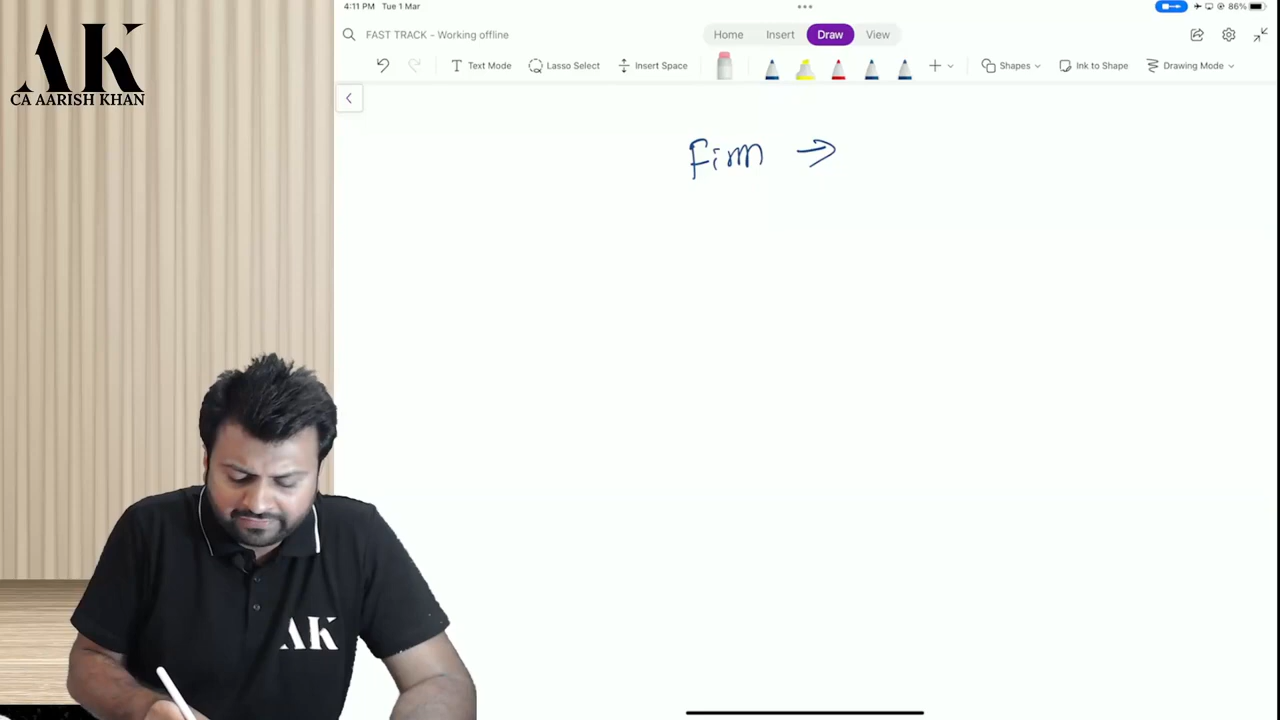 4:11 PM Tue 1 Mar
86%
FAST TRACK - Working offline
Home Insert Draw View
Text Mode Lasso Select Insert Space Shapes Ink to Shape Drawing Mode
AK
CA AARISH KHAN
Firm →
AK